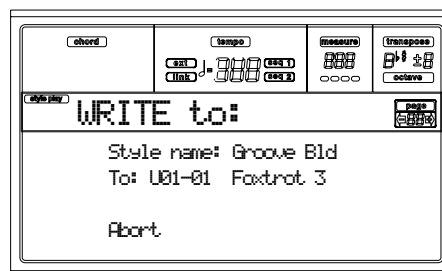 chord tempo measure transpose
ext seq 1
link seq 2
octave
style play page
WRITE to:
Style name: Groove Bld
To: U01-01 Foxtrot 3
Abort